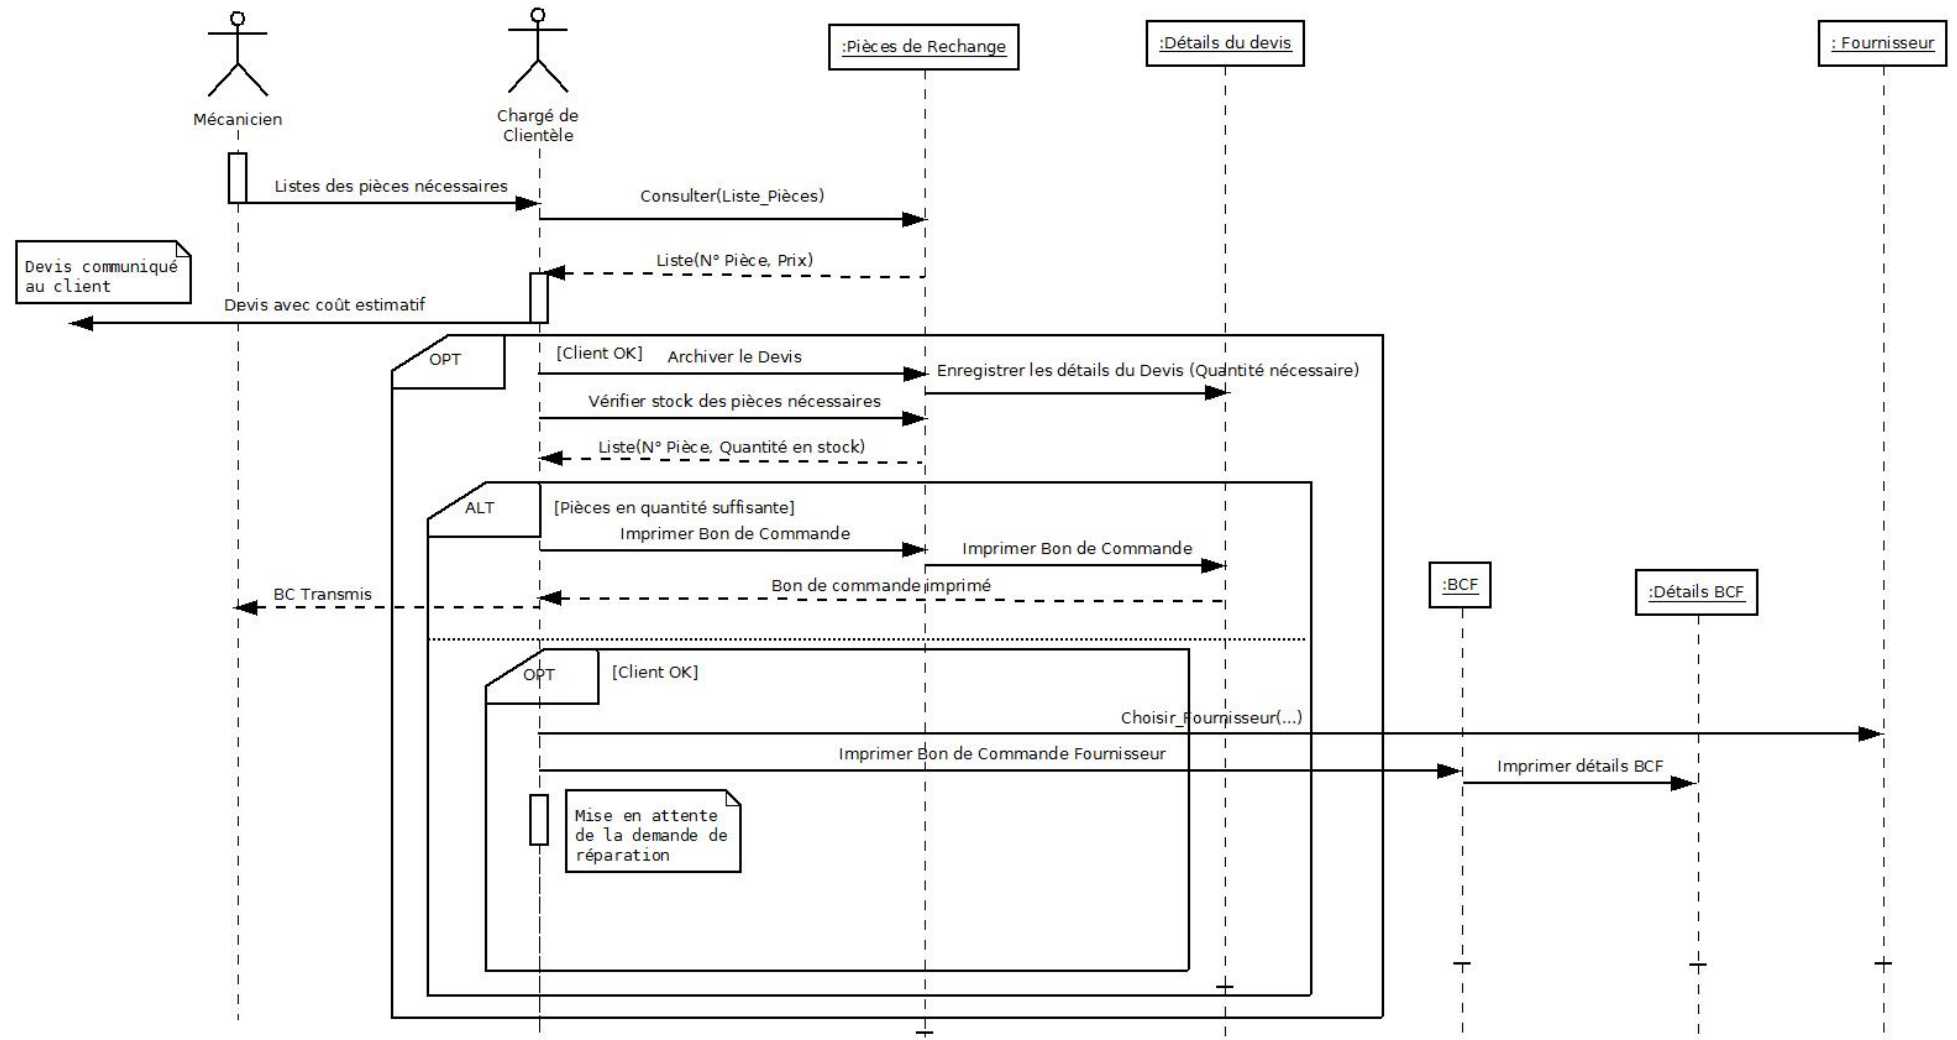 :Pièces de Rechange
:Détails du devis
: Fournisseur
Mécanicien
Chargé de
Clientèle
Listes des pièces nécessaires
Consulter(Liste_Pièces)
Devis communiqué
au client
Liste(N° Pièce, Prix)
Devis avec coût estimatif
OPT
[Client OK]
Archiver le Devis
Enregistrer les détails du Devis (Quantité nécessaire)
Vérifier stock des pièces nécessaires
Liste(N° Pièce, Quantité en stock)
ALT
[Pièces en quantité suffisante]
Imprimer Bon de Commande
Imprimer Bon de Commande
Bon de commande imprimé
BC Transmis
:BCF
:Détails BCF
OPT
[Client OK]
Choisir_Fournisseur(...)
Imprimer Bon de Commande Fournisseur
Imprimer détails BCF
Mise en attente
de la demande de
réparation